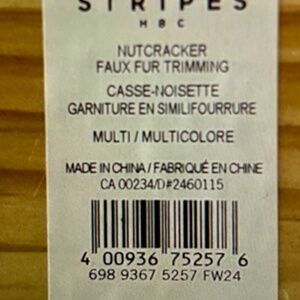 STRIPES
HBC
NUTCRACKER
FAUX FUR TRIMMING
CASSE-NOISETTE
GARNITURE EN SIMILIFOURRURE
MULTI / MULTICOLORE
MADE IN CHINA / FABRIQUÉ EN CHINE
CA 00234/D#2460115
4 00936 75257 6
698 9367 5257 FW24